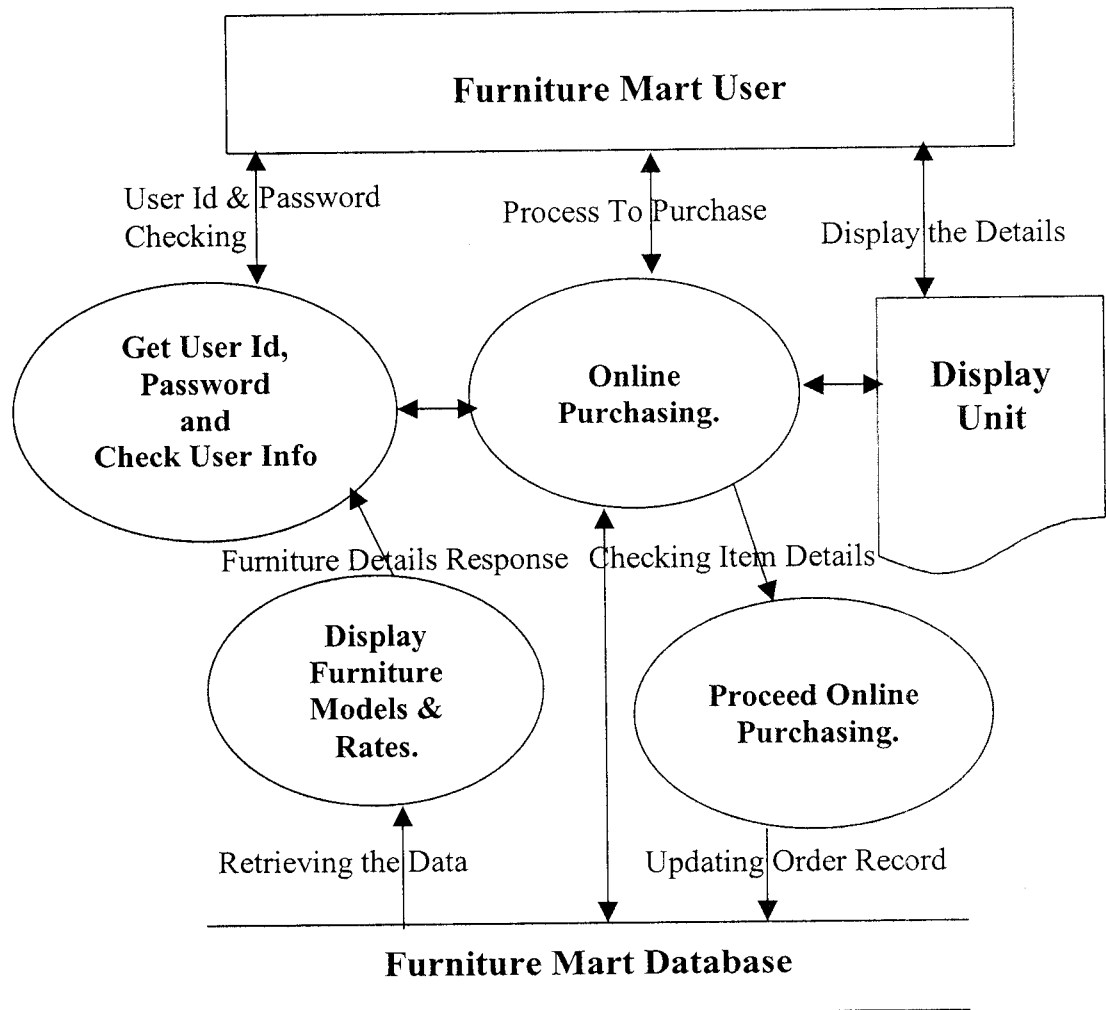 Furniture Mart User
User Id & Password
Checking
Process To Purchase
Display the Details
Get User Id,
Password
and
Check User Info
Online
Purchasing.
Display
Unit
Furniture Details Response
Checking Item Details
Display
Furniture
Models &
Rates.
Proceed Online
Purchasing.
Retrieving the Data
Updating Order Record
Furniture Mart Database